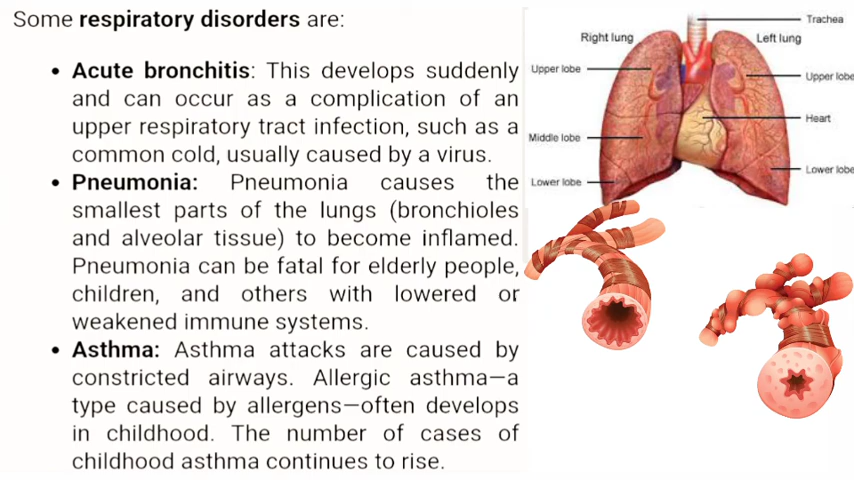 Some respiratory disorders are:
• Acute bronchitis: This develops suddenly
and can occur as a complication of an
upper respiratory tract infection, such as a
common cold, usually caused by a virus.
• Pneumonia: Pneumonia causes the
smallest parts of the lungs (bronchioles
and alveolar tissue) to become inflamed.
Pneumonia can be fatal for elderly people,
children, and others with lowered or
weakened immune systems.
• Asthma: Asthma attacks are caused by
constricted airways. Allergic asthma—a
type caused by allergens—often develops
in childhood. The number of cases of
childhood asthma continues to rise.
Trachea
Right lung
Left lung
Upper lobe
Upper lobe
Heart
Middle lobe
Lower lobe
Lower lobe